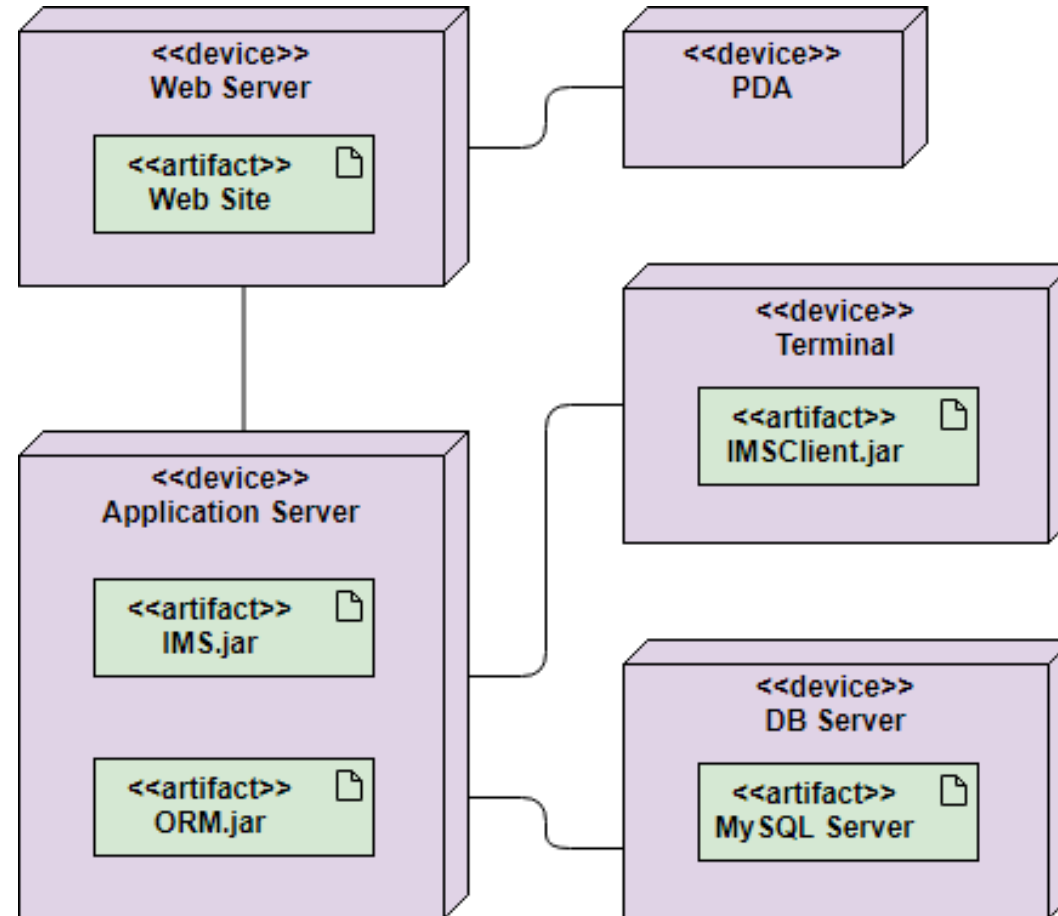 <<device>>
Web Server
<<artifact>>
Web Site
<<device>>
PDA
<<device>>
Terminal
<<artifact>>
IMSClient.jar
<<device>>
Application Server
<<artifact>>
IMS.jar
<<artifact>>
ORM.jar
<<device>>
DB Server
<<artifact>>
MySQL Server